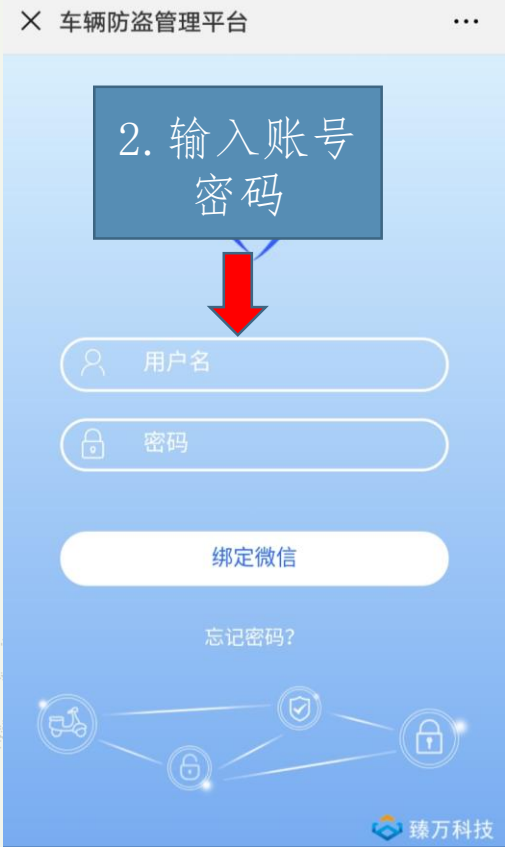 车辆防盗管理平台
2.输入账号
密码
用户名
密码
绑定微信
忘记密码?
臻万科技